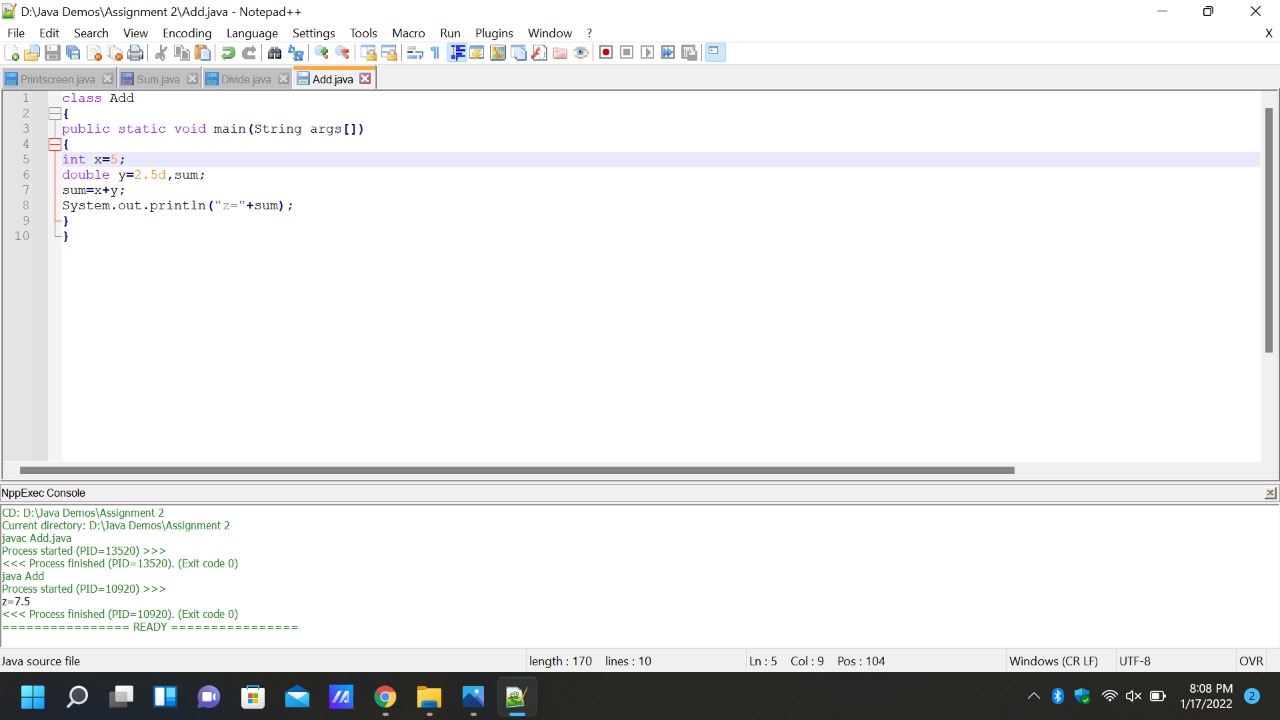 D:\Java Demos\Assignment 2\Add.java - Notepad++
File Edit Search View Encoding Language Settings Tools Macro Run Plugins Window ? X
Printscreen.java Sum.java Divide.java Add.java
1 class Add
2 {
3 public static void main(String args[])
4 {
5 int x=5;
6 double y=2.5d,sum;
7 sum=x+y;
8 System.out.println("z="+sum);
9 }
10 }
NppExec Console
CD: D:\Java Demos\Assignment 2
Current directory: D:\Java Demos\Assignment 2
javac Add.java
Process started (PID=13520) >>>
<<< Process finished (PID=13520). (Exit code 0)
java Add
Process started (PID=10920) >>>
z=7.5
<<< Process finished (PID=10920). (Exit code 0)
================ READY ================
Java source file length : 170 lines : 10 Ln : 5 Col : 9 Pos : 104 Windows (CR LF) UTF-8 OVR
8:08 PM
1/17/2022 2